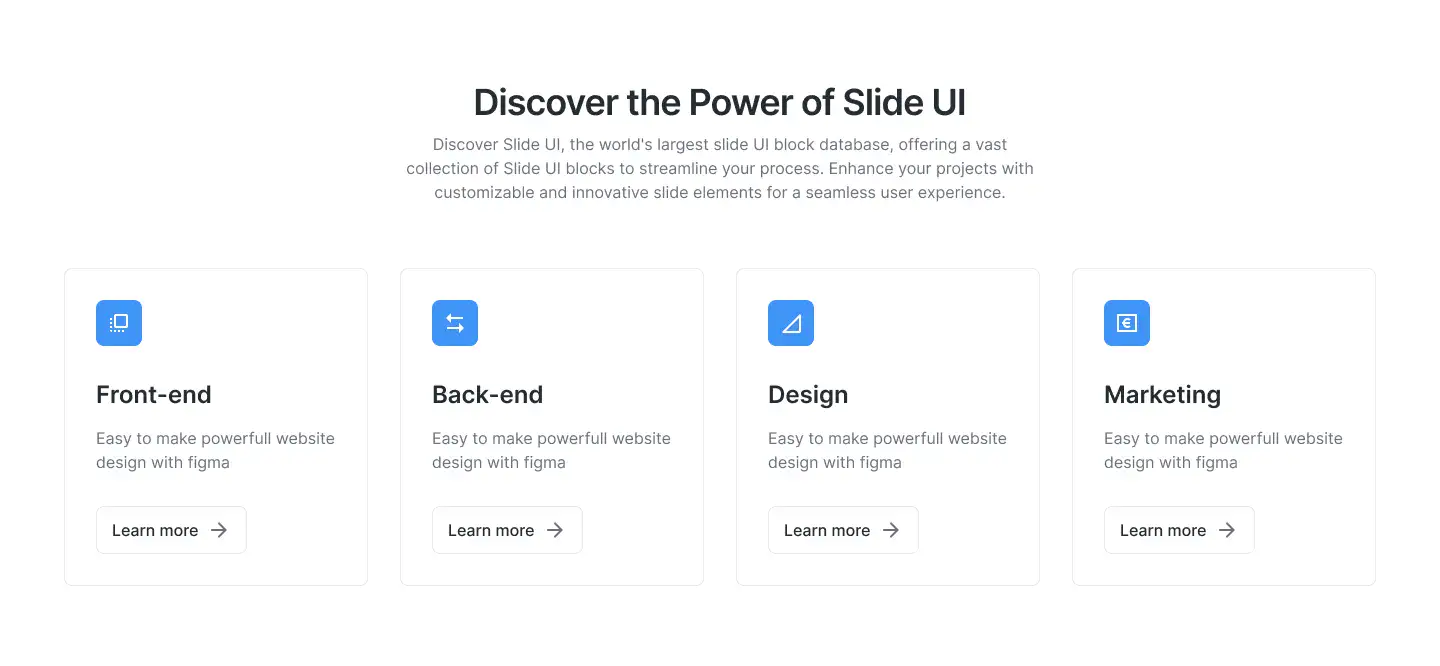 Discover the Power of Slide UI
Discover Slide UI, the world's largest slide UI block database, offering a vast
collection of Slide UI blocks to streamline your process. Enhance your projects with
customizable and innovative slide elements for a seamless user experience.
Front-end
Easy to make powerfull website
design with figma
Learn more
Back-end
Easy to make powerfull website
design with figma
Learn more
Design
Easy to make powerfull website
design with figma
Learn more
Marketing
Easy to make powerfull website
design with figma
Learn more